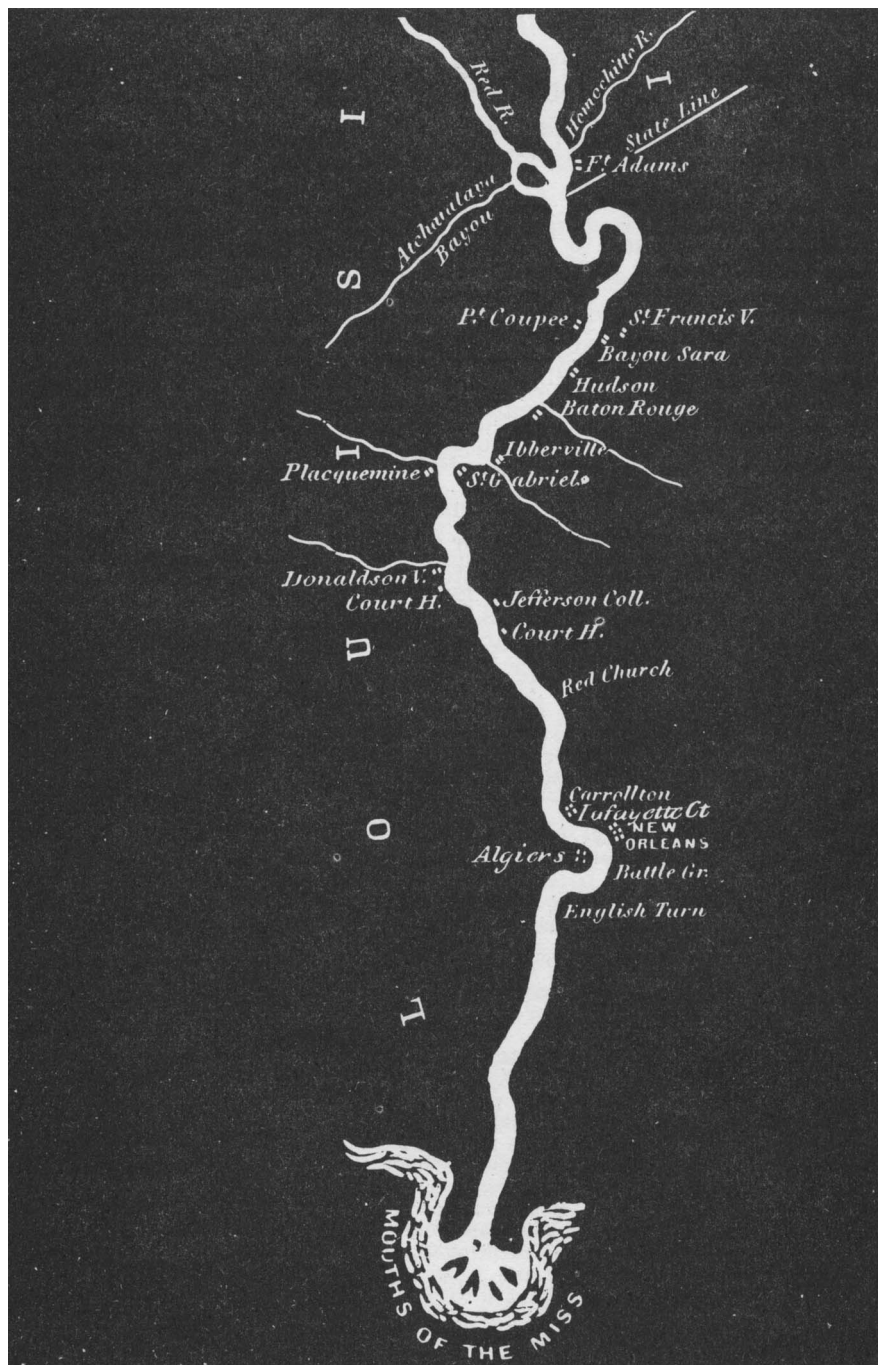 Red R.
Homochitto R.
I
State Line
Ft Adams
I
Atchavalaya
Bayou
S
Pt Coupee
St Francis V.
Bayou Sara
Hudson
Baton Rouge
I
Ibberville
Placquemine
St Gabriel
Donaldson V.
Court H.
Jefferson Coll.
Court H.
U
Red Church
Carrollton
Lafayette Ct
NEW
ORLEANS
O
Algiers
Battle Gr.
English Turn
L
MOUTHS OF THE MISS